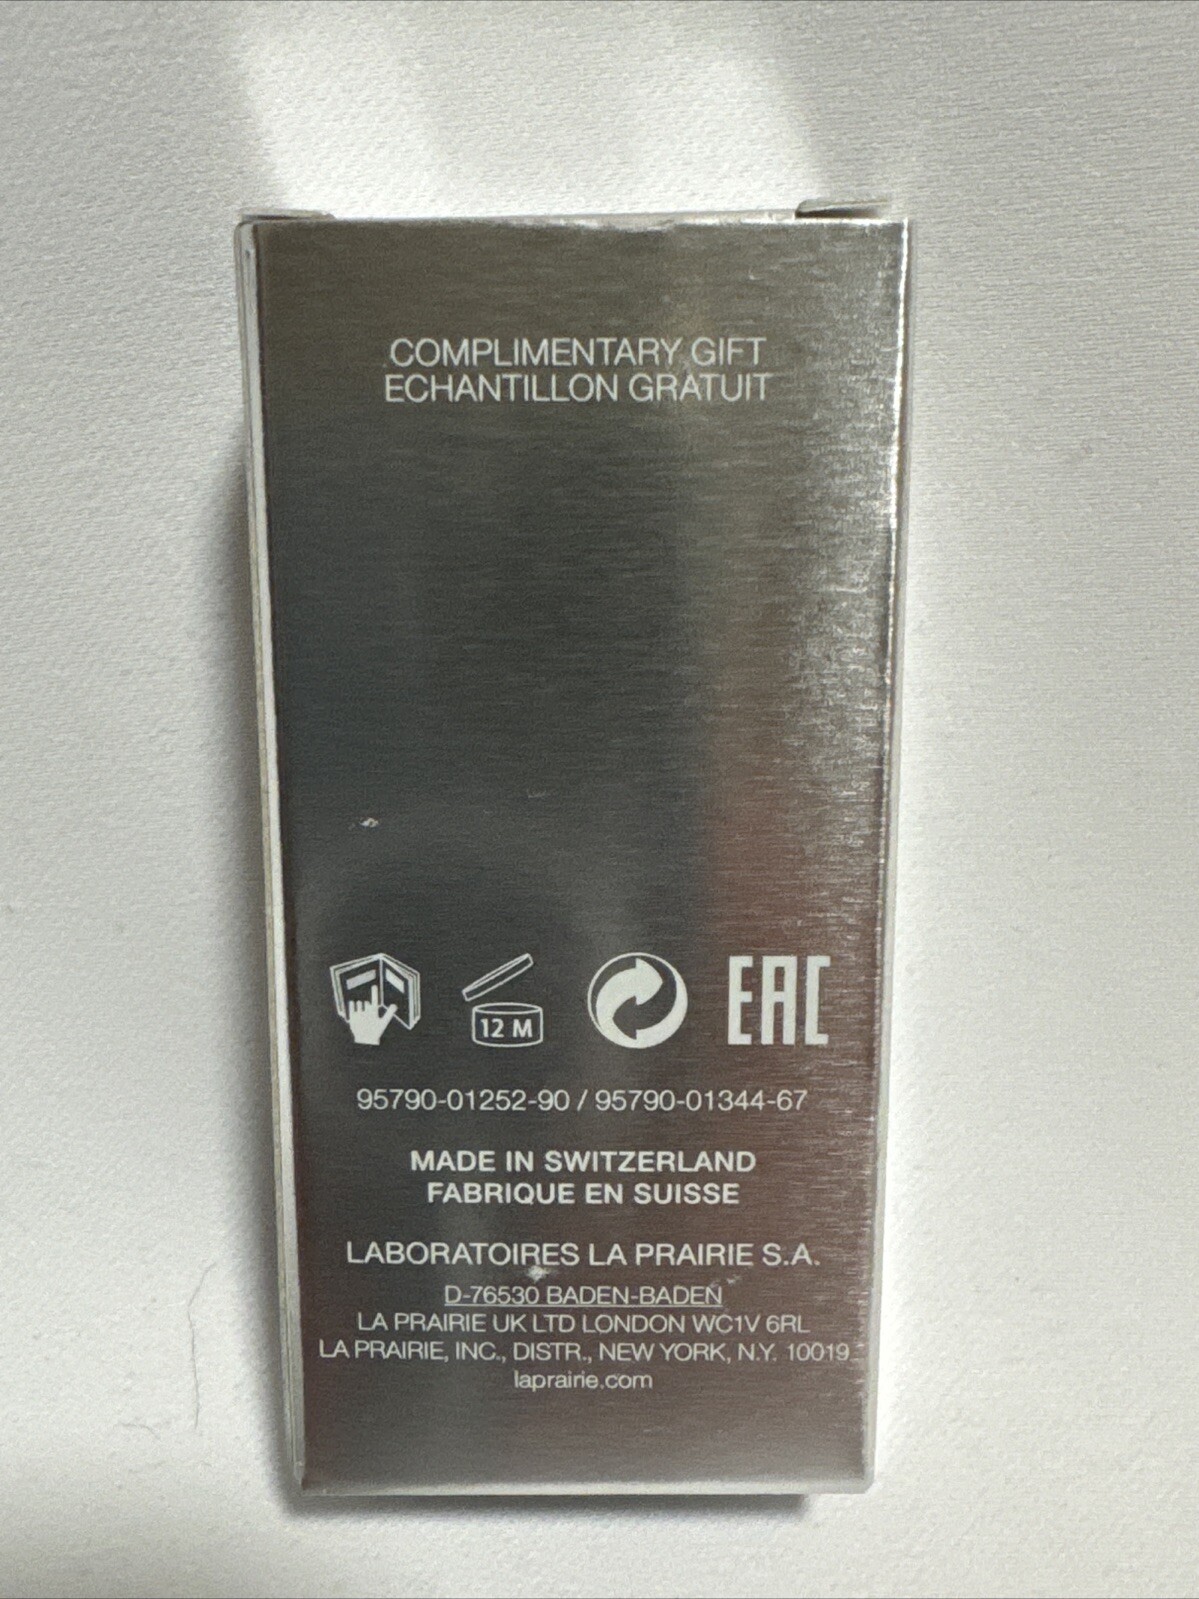 COMPLIMENTARY GIFT
ECHANTILLON GRATUIT
12 M
EAC
95790-01252-90 / 95790-01344-67
MADE IN SWITZERLAND
FABRIQUE EN SUISSE
LABORATOIRES LA PRAIRIE S.A.
D-76530 BADEN-BADEN
LA PRAIRIE UK LTD LONDON WC1V 6RL
LA PRAIRIE, INC., DISTR., NEW YORK, N.Y. 10019
laprairie.com